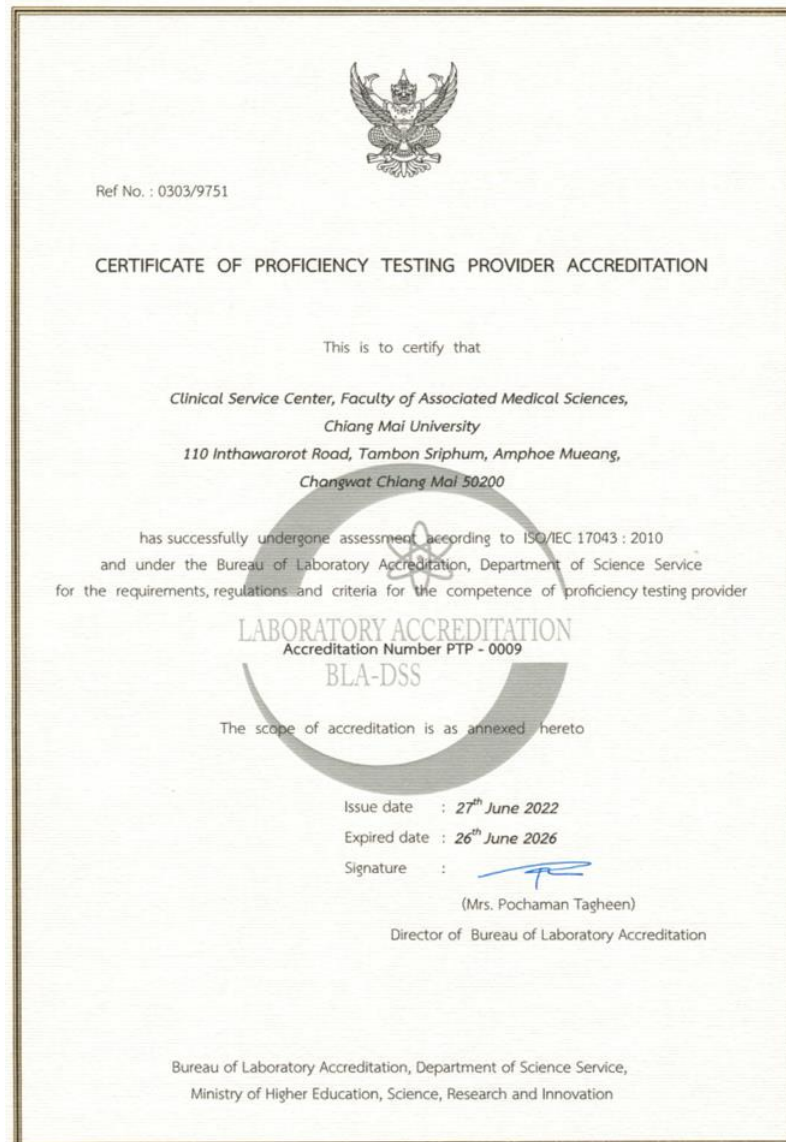 Ref No. : 0303/9751
CERTIFICATE OF PROFICIENCY TESTING PROVIDER ACCREDITATION
This is to certify that
Clinical Service Center, Faculty of Associated Medical Sciences,
Chiang Mai University
110 Inthawarorot Road, Tambon Sriphum, Amphoe Mueang,
Changwat Chiang Mai 50200
has successfully undergone assessment according to ISO/IEC 17043 : 2010
and under the Bureau of Laboratory Accreditation, Department of Science Service
for the requirements, regulations and criteria for the competence of proficiency testing provider
LABORATORY ACCREDITATION
Accreditation Number PTP - 0009
BLA-DSS
The scope of accreditation is as annexed hereto
Issue date : 27th June 2022
Expired date : 26th June 2026
Signature :
(Mrs. Pochaman Tagheen)
Director of Bureau of Laboratory Accreditation
Bureau of Laboratory Accreditation, Department of Science Service,
Ministry of Higher Education, Science, Research and Innovation